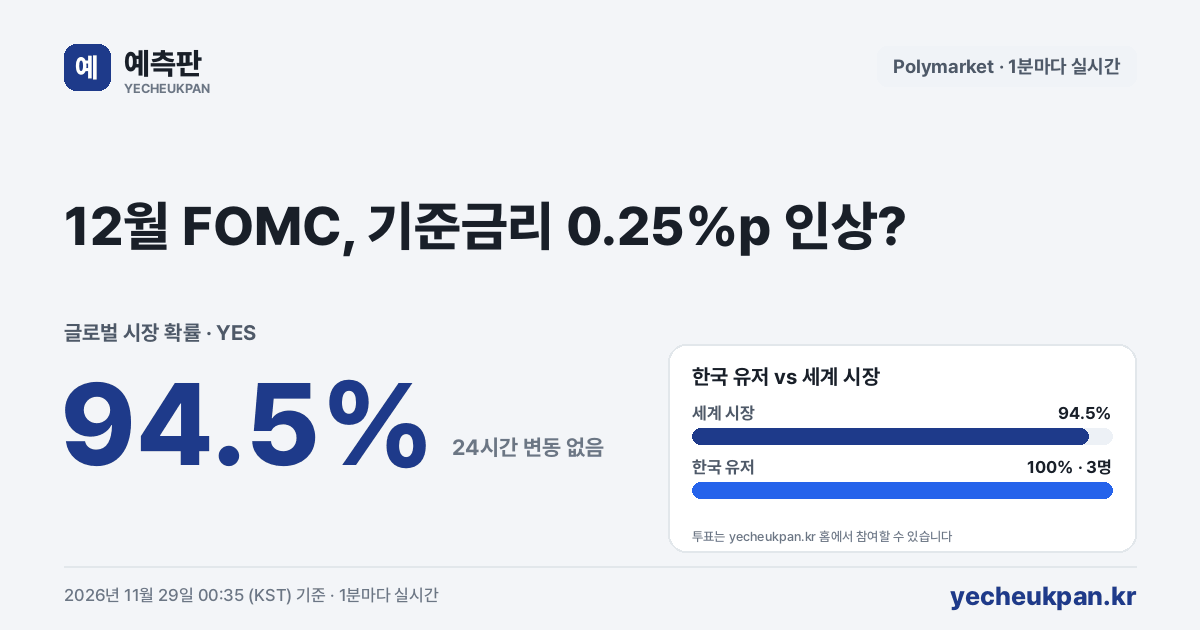 예
예측판
YECHEUKPAN
Polymarket · 1분마다 실시간
12월 FOMC, 기준금리 0.25%p 인상?
글로벌 시장 확률 · YES
94.5%
24시간 변동 없음
한국 유저 vs 세계 시장
세계 시장 94.5%
한국 유저 100% · 3명
투표는 yecheukpan.kr 홈에서 참여할 수 있습니다
2026년 11월 29일 00:35 (KST) 기준 · 1분마다 실시간
yecheukpan.kr